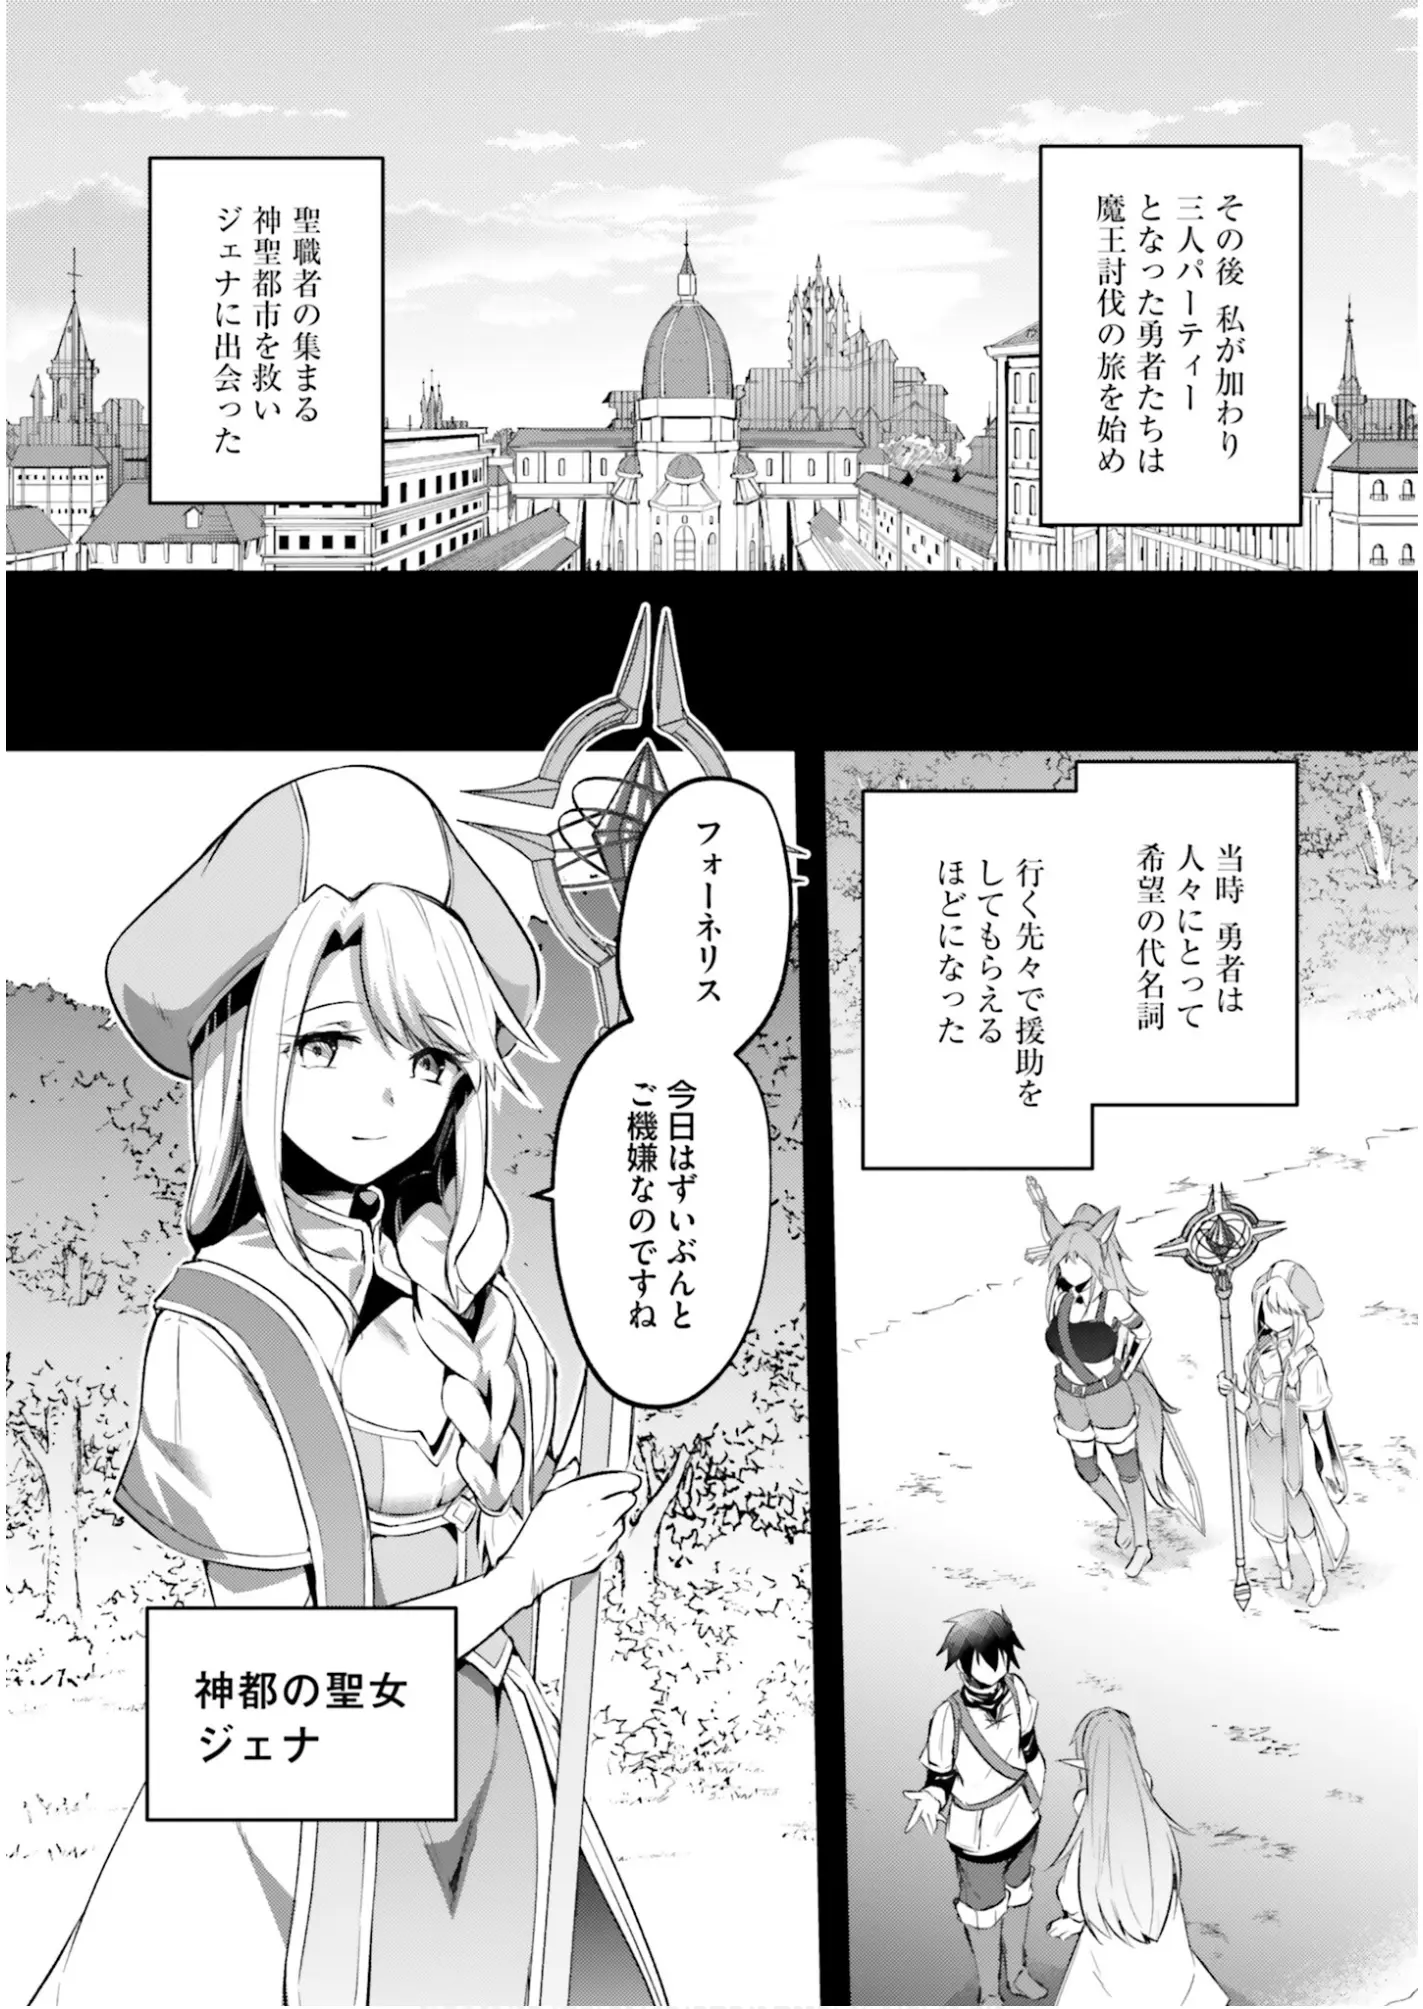 その後 私が加わり
三人パーティー
となった勇者たちは
魔王討伐の旅を始め
聖職者の集まる
神聖都市を救い
ジェナに出会った
当時 勇者は
人々にとって
希望の代名詞
行く先々で援助を
してもらえる
ほどになった
フォーネリス
今日はずいぶんと
ご機嫌なのですね
神都の聖女
ジェナ